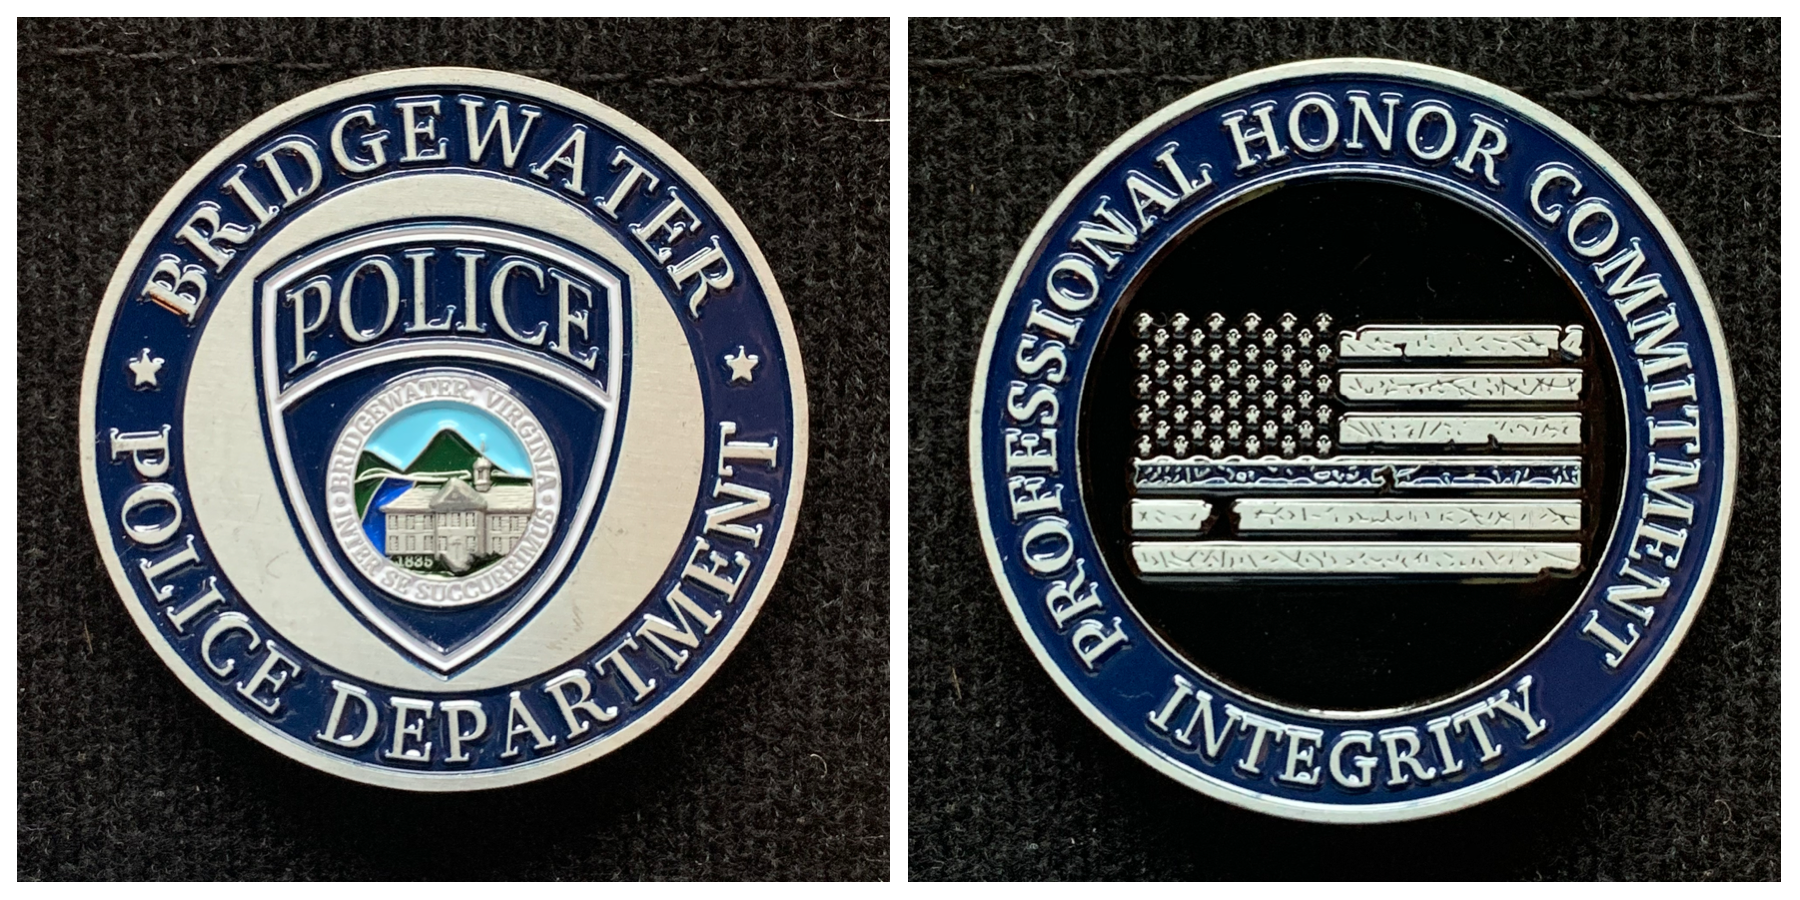 BRIDGEWATER
POLICE DEPARTMENT
POLICE
BRIDGEWATER, VIRGINIA
INTER SE SUCCURRIMUS
1835
PROFESSIONAL HONOR COMMITMENT
INTEGRITY